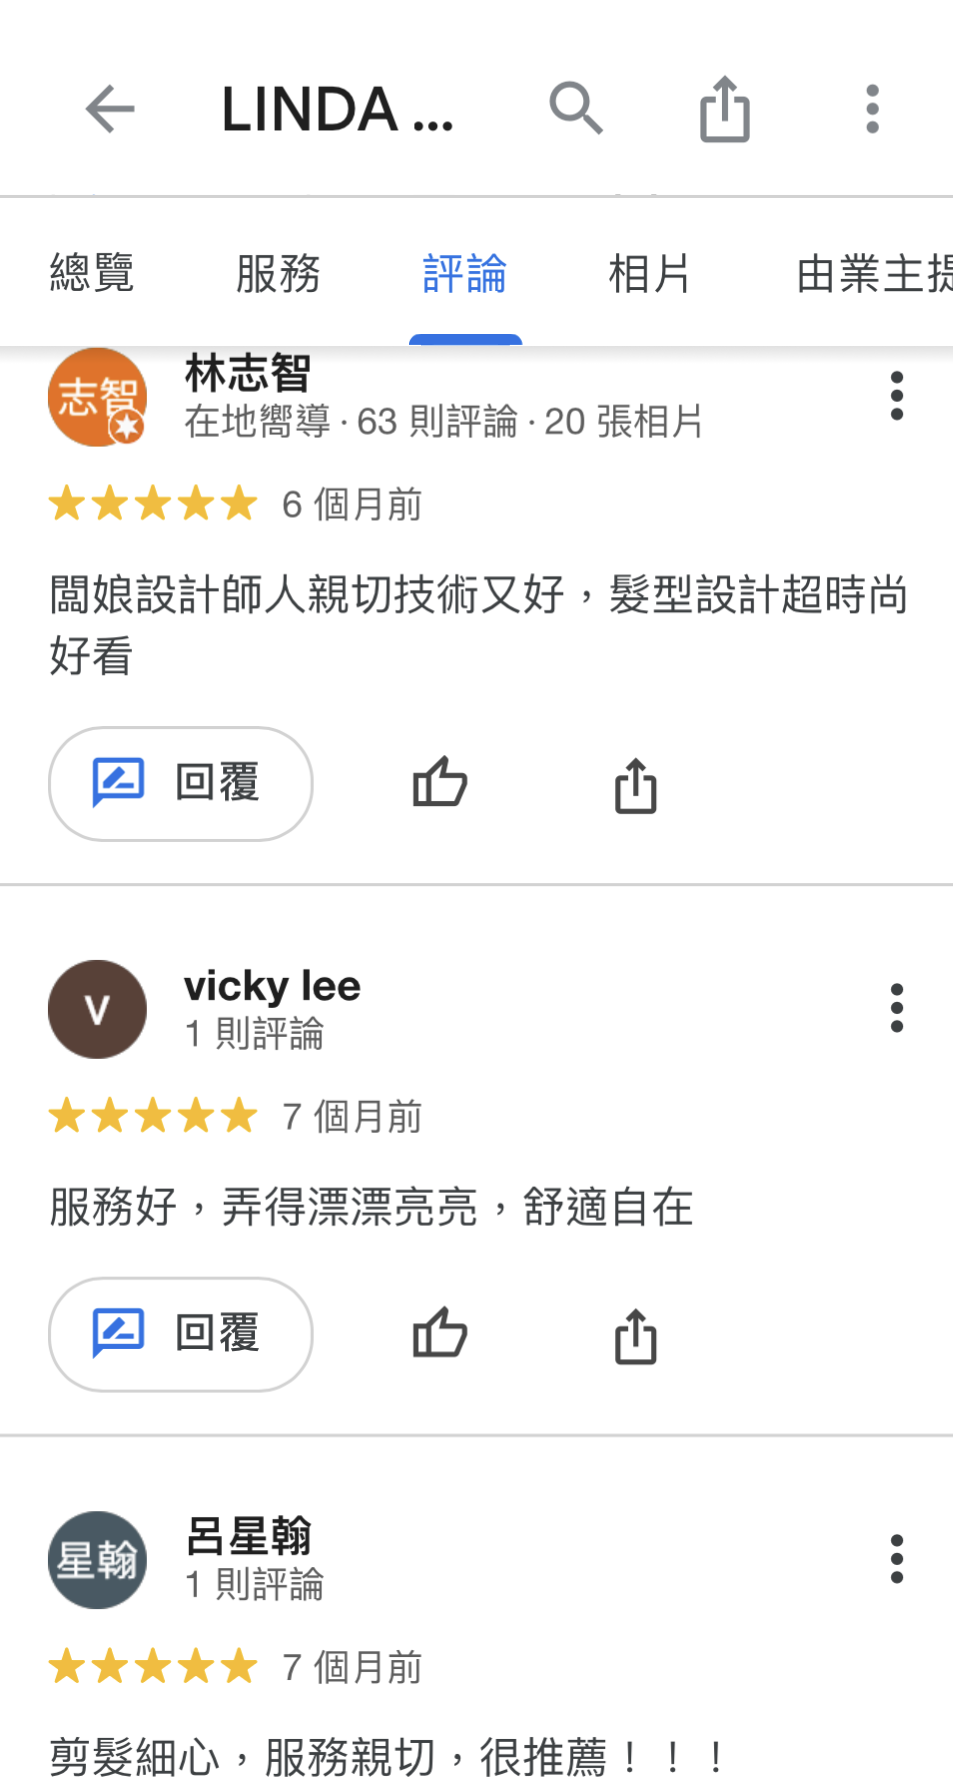 LINDA ...
總覽 服務 評論 相片 由業主提
志智
林志智
在地嚮導 · 63 則評論 · 20 張相片
6 個月前
闆娘設計師人親切技術又好，髮型設計超時尚
好看
回覆
V
vicky lee
1 則評論
7 個月前
服務好，弄得漂漂亮亮，舒適自在
回覆
星翰
呂星翰
1 則評論
7 個月前
剪髮細心，服務親切，很推薦！！！